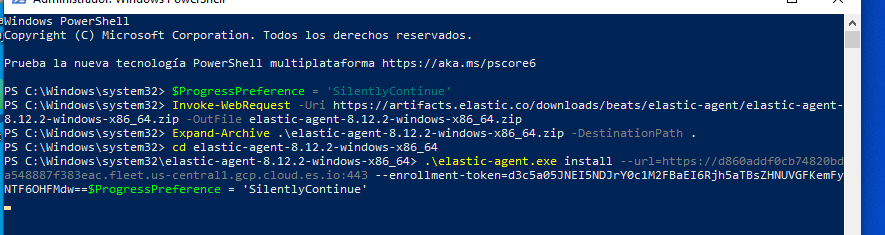 Administrador: Windows PowerShell
Windows PowerShell
Copyright (C) Microsoft Corporation. Todos los derechos reservados.
Prueba la nueva tecnología PowerShell multiplataforma https://aka.ms/pscore6
PS C:\Windows\system32> $ProgressPreference = 'SilentlyContinue'
PS C:\Windows\system32> Invoke-WebRequest -Uri https://artifacts.elastic.co/downloads/beats/elastic-agent/elastic-agent-
8.12.2-windows-x86_64.zip -OutFile elastic-agent-8.12.2-windows-x86_64.zip
PS C:\Windows\system32> Expand-Archive .\elastic-agent-8.12.2-windows-x86_64.zip -DestinationPath .
PS C:\Windows\system32> cd elastic-agent-8.12.2-windows-x86_64
PS C:\Windows\system32\elastic-agent-8.12.2-windows-x86_64> .\elastic-agent.exe install --url=https://d860addf0cb74820bd
a548887f383eac.fleet.us-central1.gcp.cloud.es.io:443 --enrollment-token=d3c5a05JNEI5NDJrY0c1M2FBaEI6Rjh5aTBsZHNUVGFKemFy
NTF6OHFMdw==$ProgressPreference = 'SilentlyContinue'